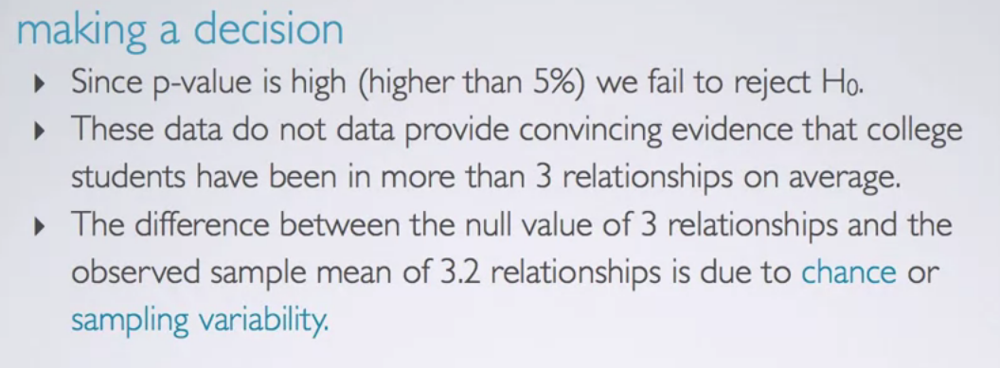 making a decision
▸ Since p-value is high (higher than 5%) we fail to reject H₀.
▸ These data do not data provide convincing evidence that college
students have been in more than 3 relationships on average.
▸ The difference between the null value of 3 relationships and the
observed sample mean of 3.2 relationships is due to chance or
sampling variability.